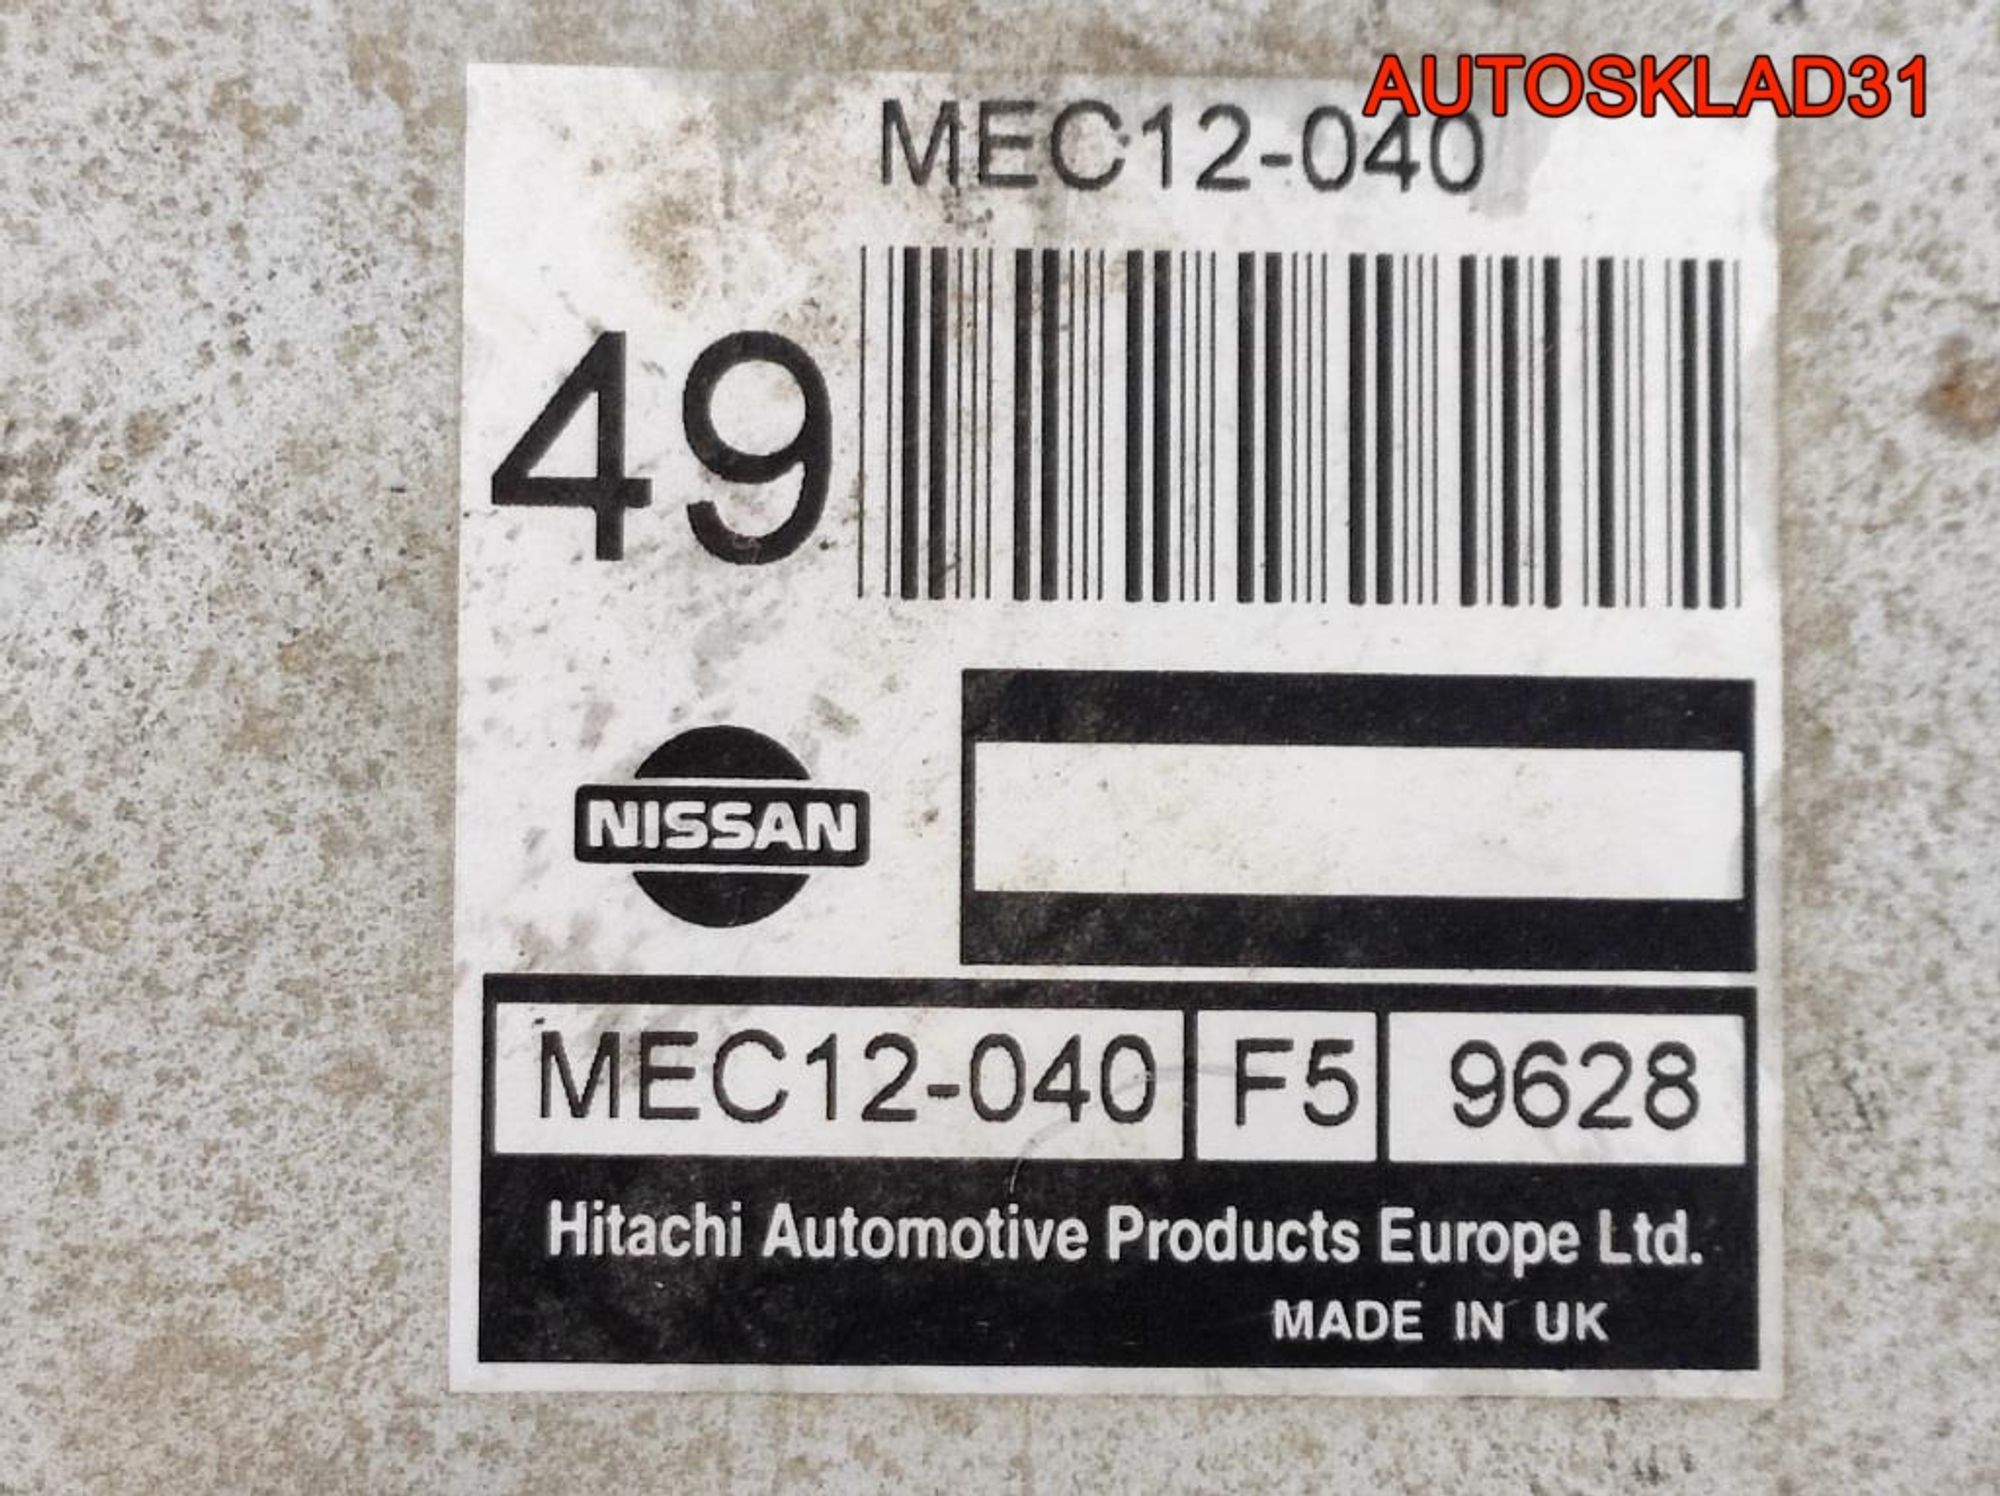 AUTOSKLAD31
MEC12-040
49
NISSAN
MEC12-040 F5 9628
Hitachi Automotive Products Europe Ltd.
MADE IN UK